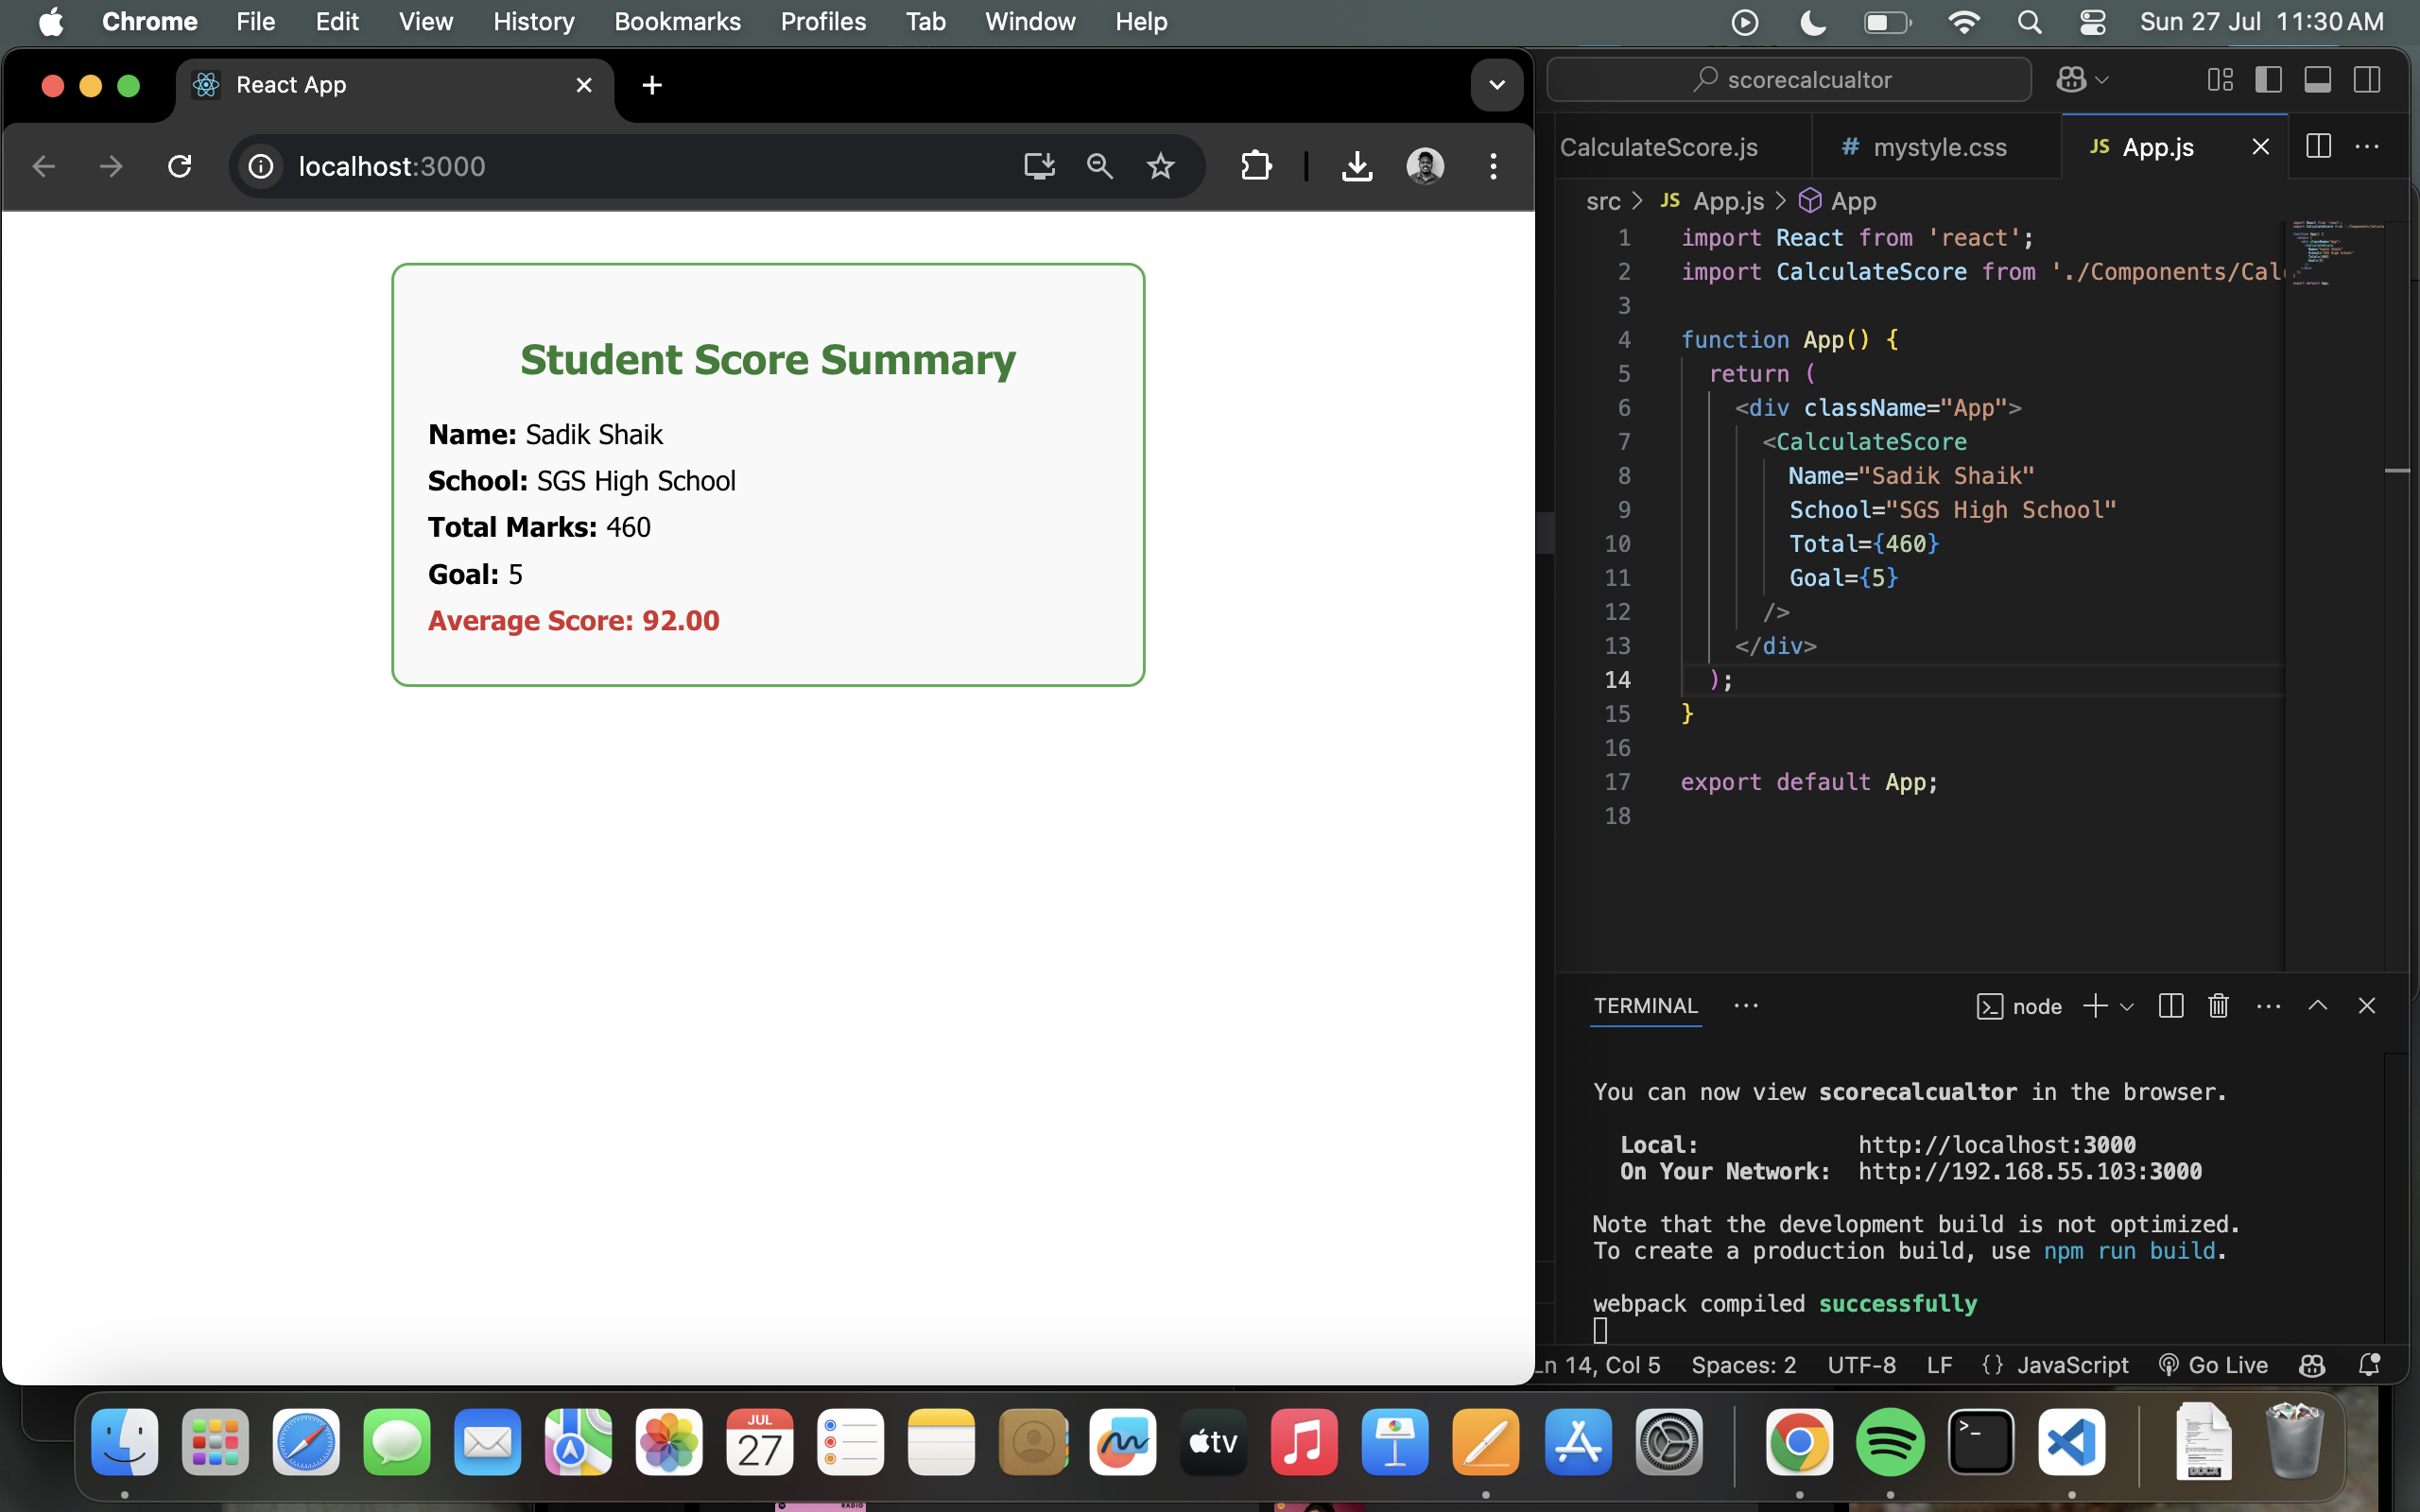 Chrome File Edit View History Bookmarks Profiles Tab Window Help Sun 27 Jul 11:30 AM
React App
localhost:3000
Student Score Summary
Name: Sadik Shaik
School: SGS High School
Total Marks: 460
Goal: 5
Average Score: 92.00
scorecalcualtor
CalculateScore.js # mystyle.css JS App.js
src > JS App.js > App
1 import React from 'react';
2 import CalculateScore from './Components/Calc
3
4 function App() {
5 return (
6 <div className="App">
7 <CalculateScore
8 Name="Sadik Shaik"
9 School="SGS High School"
10 Total={460}
11 Goal={5}
12 />
13 </div>
14 );
15 }
16
17 export default App;
18
TERMINAL ··· node
You can now view scorecalcualtor in the browser.
Local: http://localhost:3000
On Your Network: http://192.168.55.103:3000
Note that the development build is not optimized.
To create a production build, use npm run build.
webpack compiled successfully
Ln 14, Col 5 Spaces: 2 UTF-8 LF {} JavaScript Go Live
JUL
27
tv
DOCX
RADIO